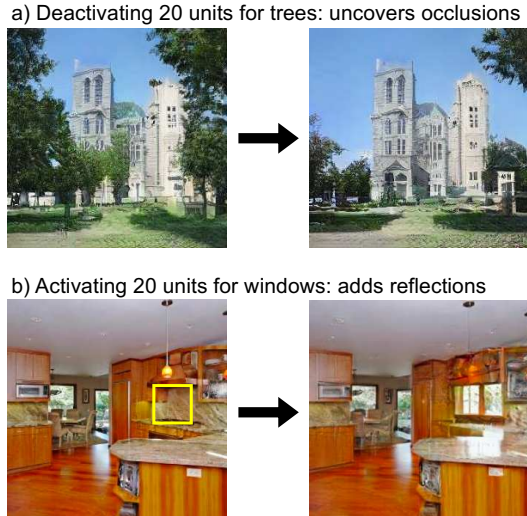 a) Deactivating 20 units for trees: uncovers occlusions
b) Activating 20 units for windows: adds reflections